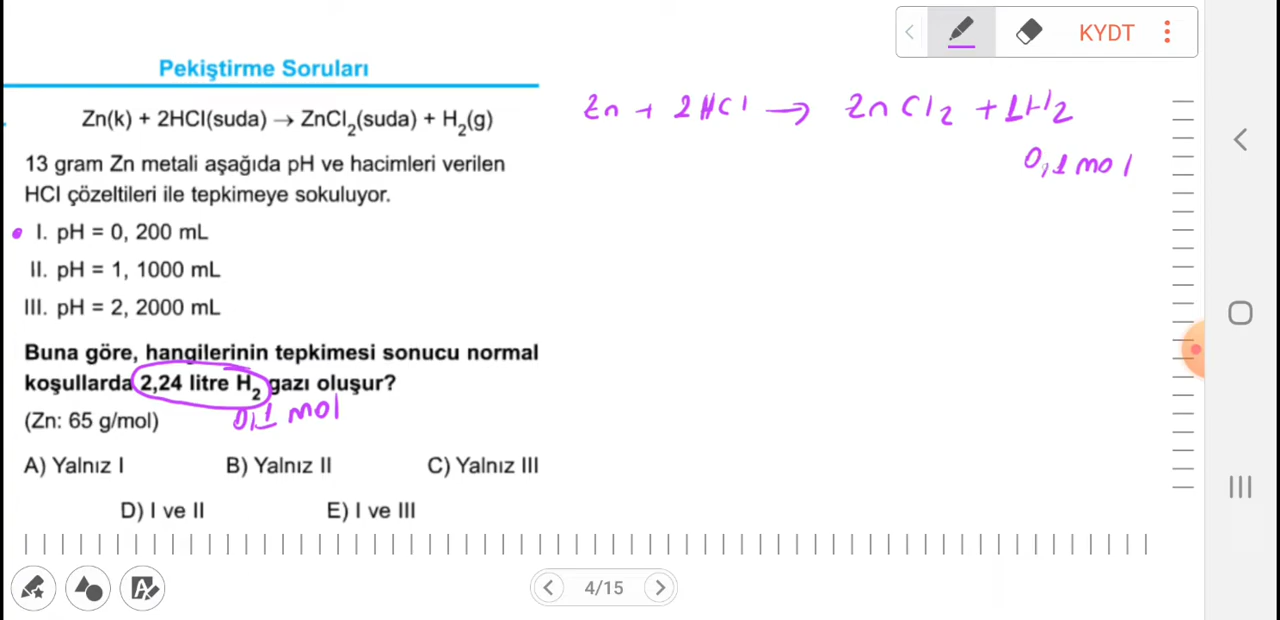 KYDT
Pekiştirme Soruları
Zn(k) + 2HCl(suda) → ZnCl₂(suda) + H₂(g)
Zn + 2HCl → ZnCl₂ + 1H₂
0,1 mol
13 gram Zn metali aşağıda pH ve hacimleri verilen
HCl çözeltileri ile tepkimeye sokuluyor.
I. pH = 0, 200 mL
II. pH = 1, 1000 mL
III. pH = 2, 2000 mL
Buna göre, hangilerinin tepkimesi sonucu normal
koşullarda 2,24 litre H₂ gazı oluşur?
0,1 mol
(Zn: 65 g/mol)
A) Yalnız I B) Yalnız II C) Yalnız III
D) I ve II E) I ve III
4/15